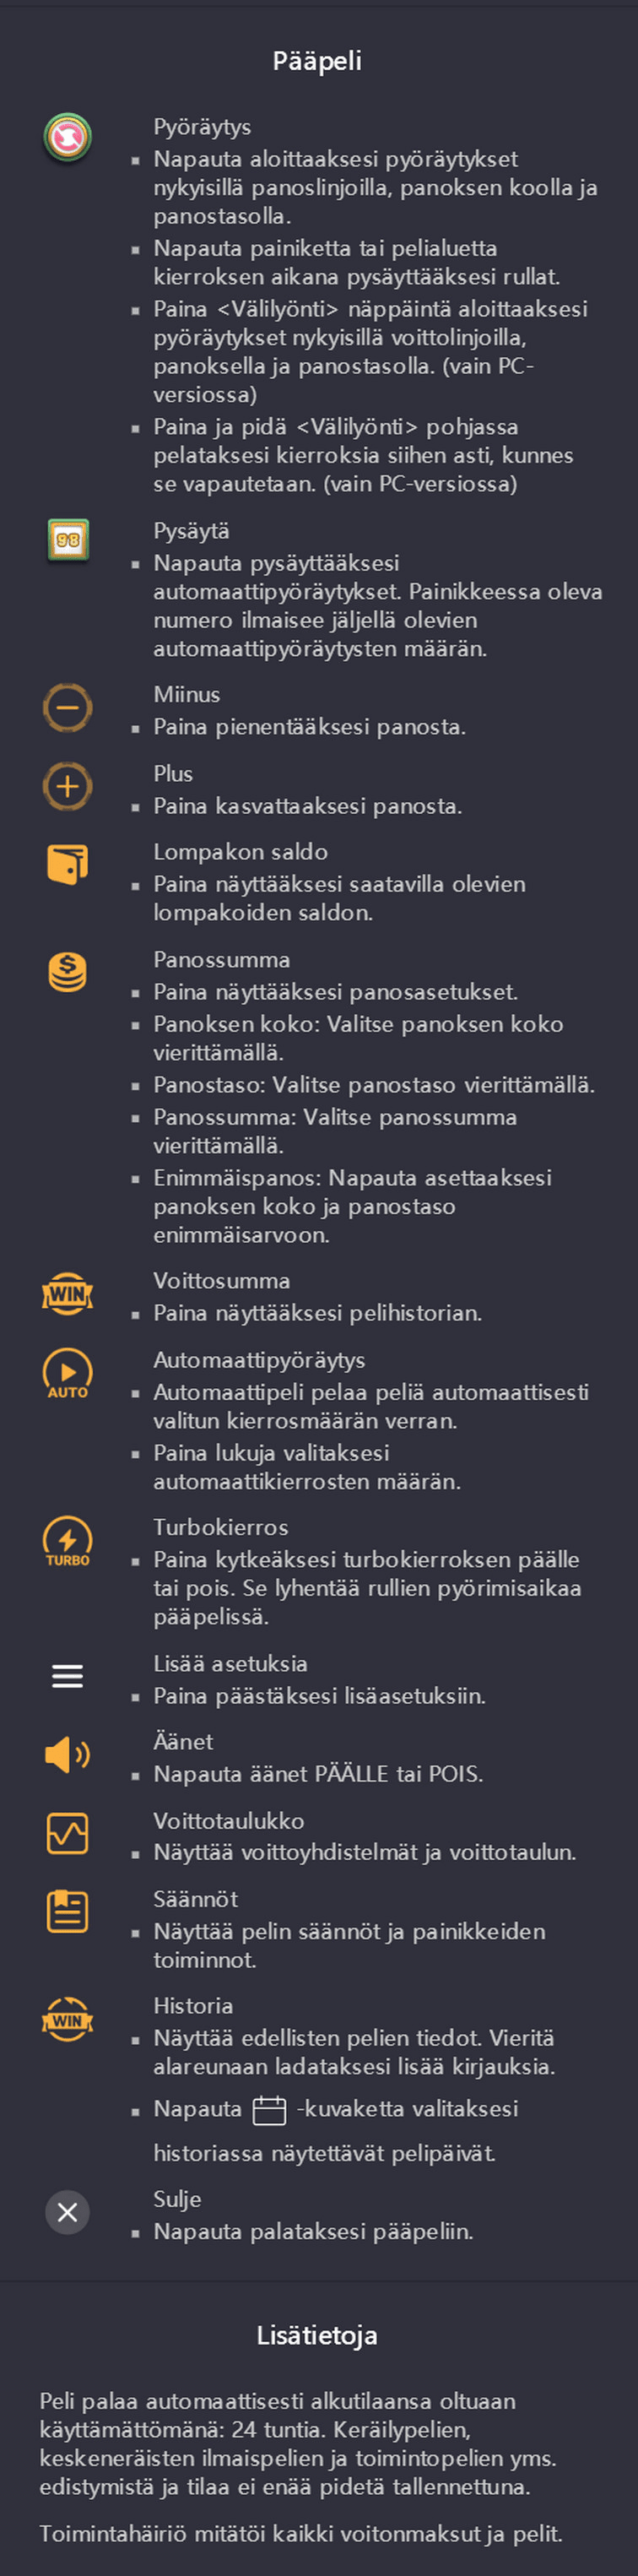 Pääpeli
Pyöräytys
▪ Napauta aloittaaksesi pyöräytykset
nykyisillä panoslinjoilla, panoksen koolla ja
panostasolla.
▪ Napauta painiketta tai pelialuetta
kierroksen aikana pysäyttääksesi rullat.
▪ Paina <Välilyönti> näppäintä aloittaaksesi
pyöräytykset nykyisillä voittolinjoilla,
panoksella ja panostasolla. (vain PC-
versiossa)
▪ Paina ja pidä <Välilyönti> pohjassa
pelataksesi kierroksia siihen asti, kunnes
se vapautetaan. (vain PC-versiossa)
98
Pysäytä
▪ Napauta pysäyttääksesi
automaattipyöräytykset. Painikkeessa oleva
numero ilmaisee jäljellä olevien
automaattipyöräytysten määrän.
Miinus
▪ Paina pienentääksesi panosta.
Plus
▪ Paina kasvattaaksesi panosta.
Lompakon saldo
▪ Paina näyttääksesi saatavilla olevien
lompakoiden saldon.
$
Panossumma
▪ Paina näyttääksesi panosasetukset.
▪ Panoksen koko: Valitse panoksen koko
vierittämällä.
▪ Panostaso: Valitse panostaso vierittämällä.
▪ Panossumma: Valitse panossumma
vierittämällä.
▪ Enimmäispanos: Napauta asettaaksesi
panoksen koko ja panostaso
enimmäisarvoon.
WIN
Voittosumma
▪ Paina näyttääksesi pelihistorian.
AUTO
Automaattipyöräytys
▪ Automaattipeli pelaa peliä automaattisesti
valitun kierrosmäärän verran.
▪ Paina lukuja valitaksesi
automaattikierrosten määrän.
TURBO
Turbokierros
▪ Paina kytkeäksesi turbokierroksen päälle
tai pois. Se lyhentää rullien pyörimisaikaa
pääpelissä.
Lisää asetuksia
▪ Paina päästäksesi lisäasetuksiin.
Äänet
▪ Napauta äänet PÄÄLLE tai POIS.
Voittotaulukko
▪ Näyttää voittoyhdistelmät ja voittotaulun.
Säännöt
▪ Näyttää pelin säännöt ja painikkeiden
toiminnot.
WIN
Historia
▪ Näyttää edellisten pelien tiedot. Vieritä
alareunaan ladataksesi lisää kirjauksia.
▪ Napauta -kuvaketta valitaksesi
historiassa näytettävät pelipäivät.
Sulje
▪ Napauta palataksesi pääpeliin.
Lisätietoja
Peli palaa automaattisesti alkutilaansa oltuaan
käyttämättömänä: 24 tuntia. Keräilypelien,
keskeneräisten ilmaispelien ja toimintopelien yms.
edistymistä ja tilaa ei enää pidetä tallennettuna.
Toimintahäiriö mitätöi kaikki voitonmaksut ja pelit.